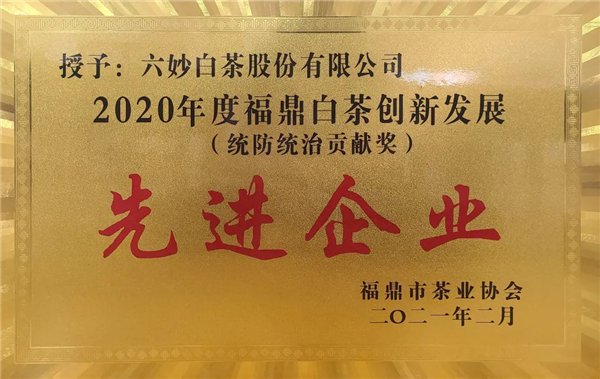 授予：六妙白茶股份有限公司
2020年度福鼎白茶创新发展
（统防统治贡献奖）
先进企业
福鼎市茶业协会
二〇二一年二月